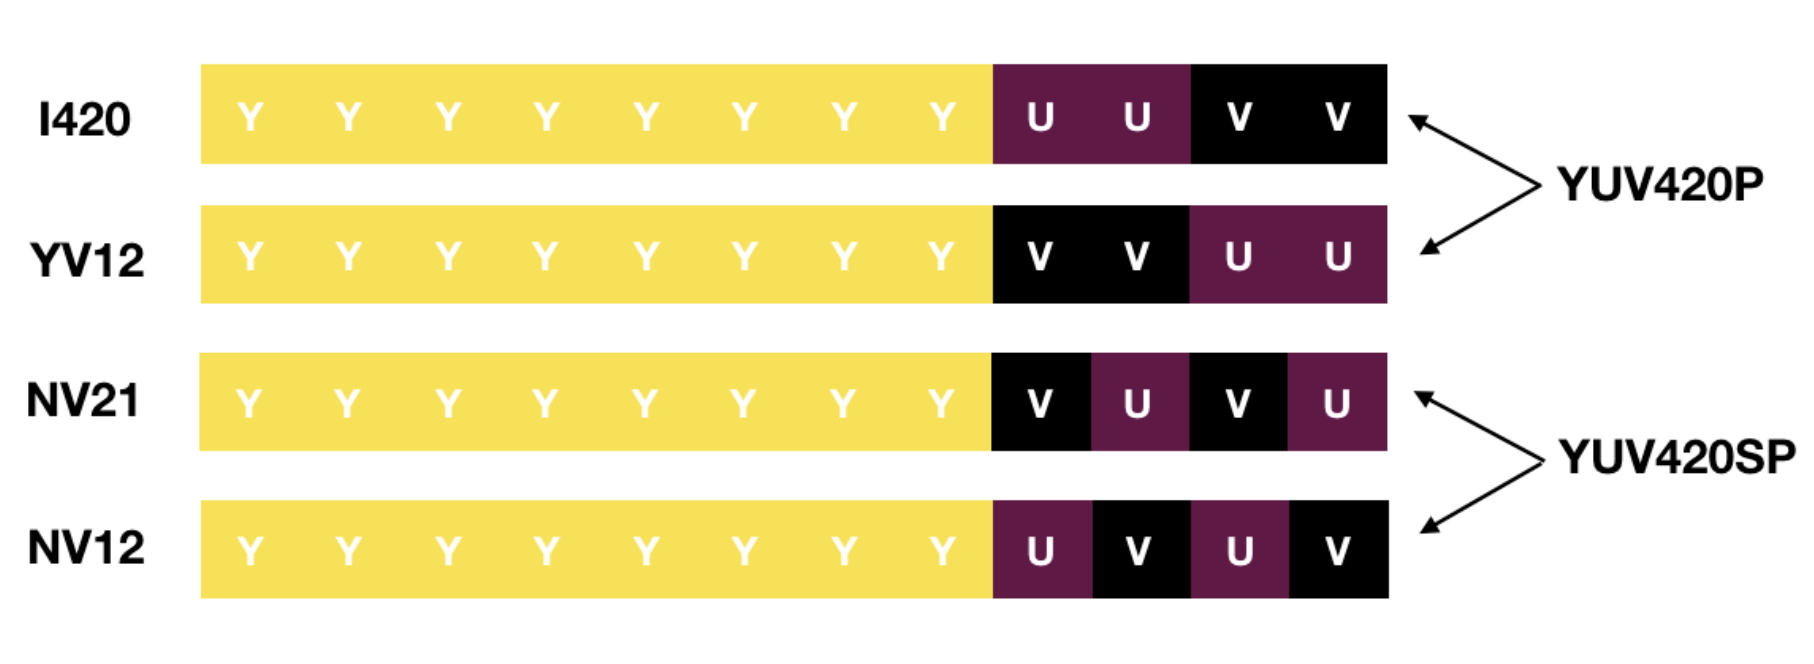 I420 Y Y Y Y Y Y Y Y U U V V
YUV420P
YV12 Y Y Y Y Y Y Y Y V V U U
NV21 Y Y Y Y Y Y Y Y V U V U
YUV420SP
NV12 Y Y Y Y Y Y Y Y U V U V